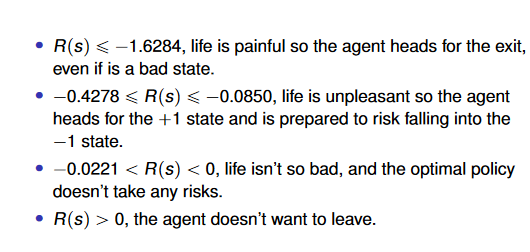 • R(s) ⩽ −1.6284, life is painful so the agent heads for the exit,
even if is a bad state.
• −0.4278 ⩽ R(s) ⩽ −0.0850, life is unpleasant so the agent
heads for the +1 state and is prepared to risk falling into the
−1 state.
• −0.0221 < R(s) < 0, life isn’t so bad, and the optimal policy
doesn’t take any risks.
• R(s) > 0, the agent doesn’t want to leave.